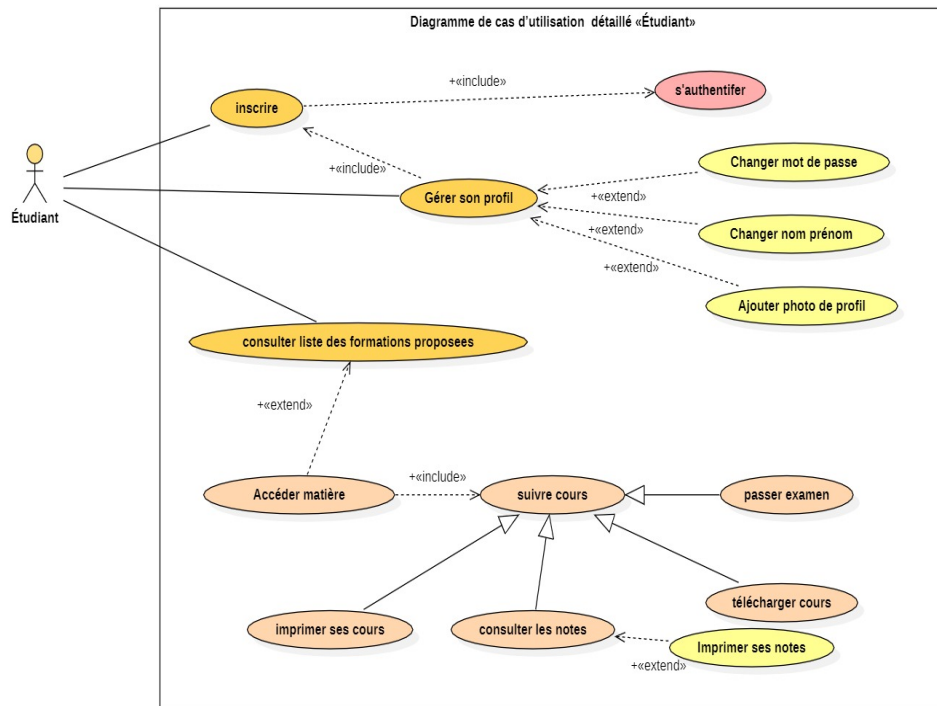 Diagramme de cas d'utilisation détaillé «Étudiant»
+«include»
s'authentifer
inscrire
+«include»
Changer mot de passe
Étudiant
Gérer son profil
+«extend»
Changer nom prénom
+«extend»
+«extend»
Ajouter photo de profil
consulter liste des formations proposees
+«extend»
+«include»
Accéder matière
suivre cours
passer examen
télécharger cours
imprimer ses cours
consulter les notes
Imprimer ses notes
+«extend»